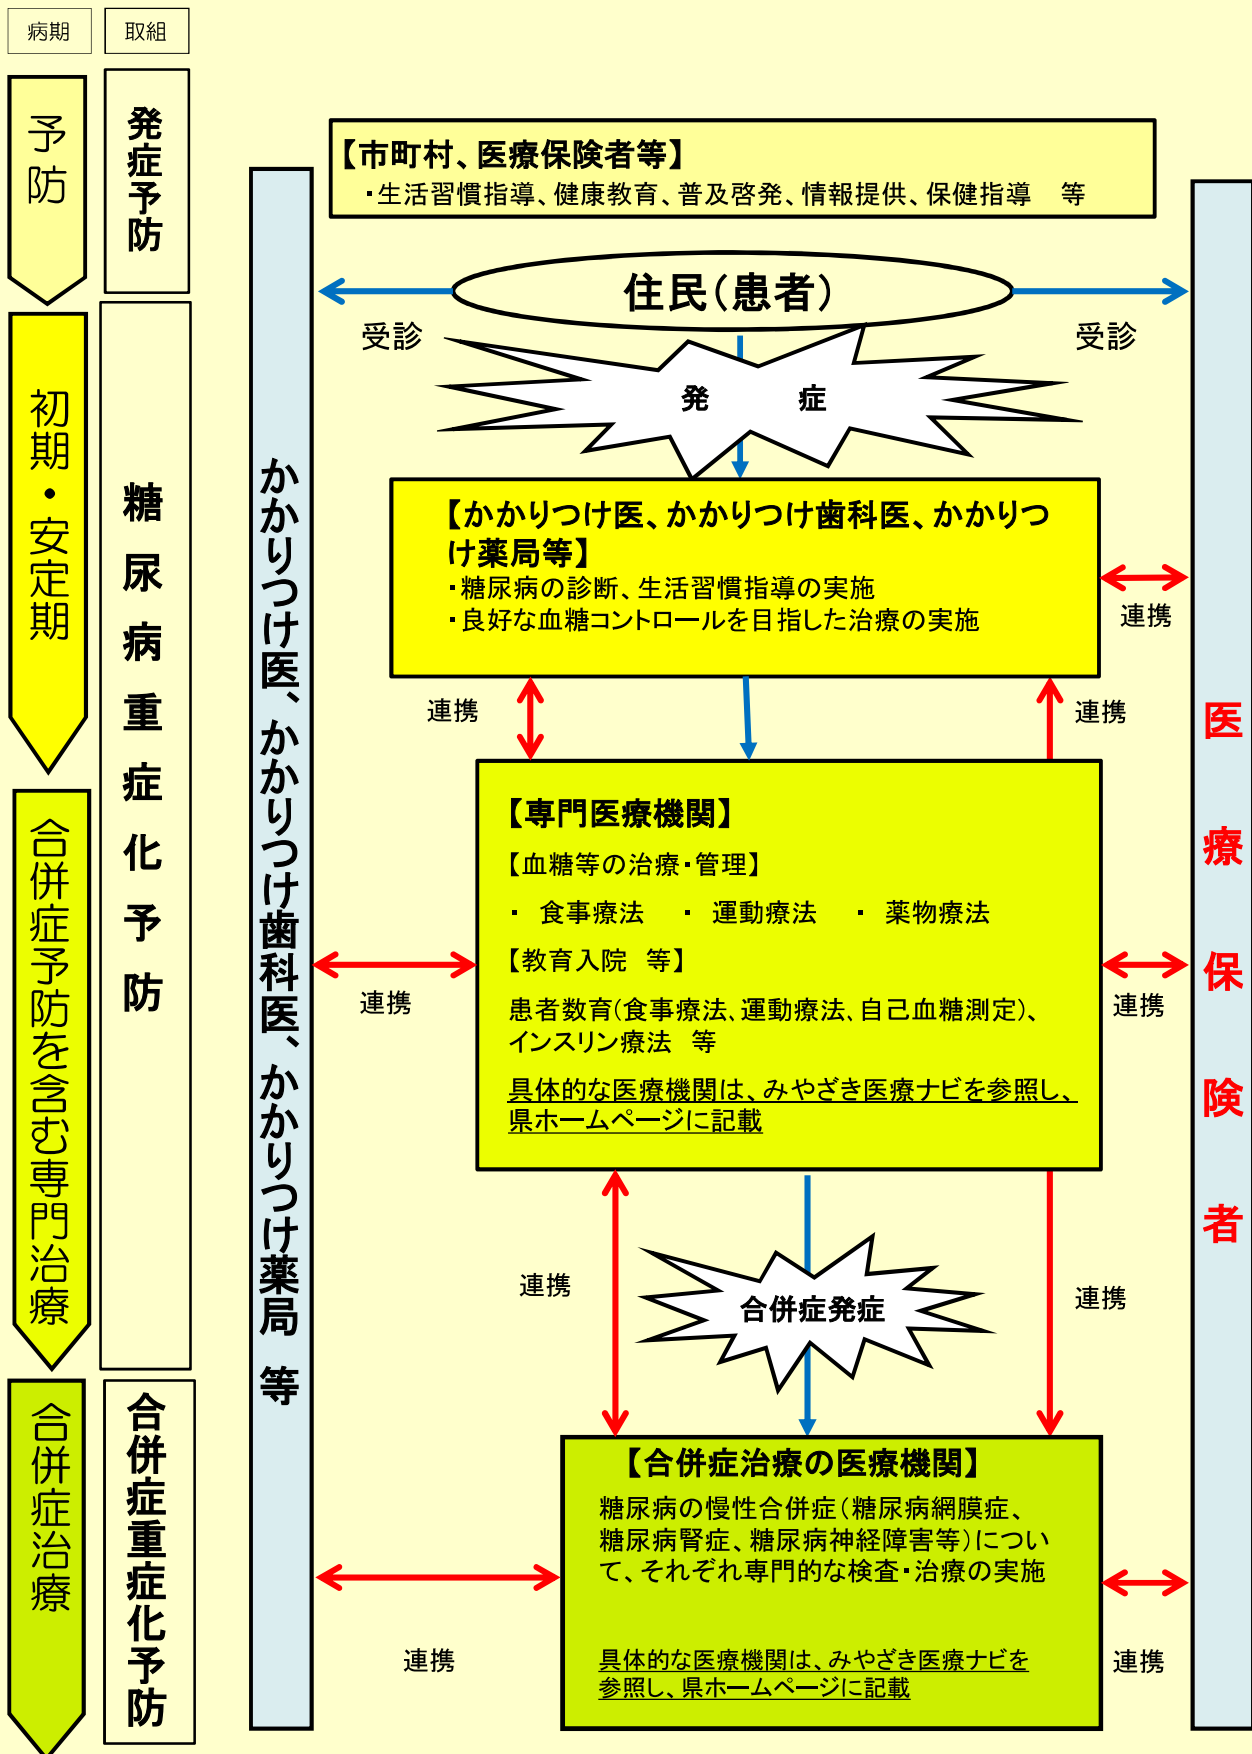 病期
取組
予防
発症予防
初期・安定期
糖尿病重症化予防
合併症予防を含む専門治療
合併症治療
合併症重症化予防
かかりつけ医、かかりつけ歯科医、かかりつけ薬局 等
【市町村、医療保険者等】
・生活習慣指導、健康教育、普及啓発、情報提供、保健指導　等
住民（患者）
受診
受診
発　症
【かかりつけ医、かかりつけ歯科医、かかりつ
け薬局等】
・糖尿病の診断、生活習慣指導の実施
・良好な血糖コントロールを目指した治療の実施
連携
連携
連携
【専門医療機関】
【血糖等の治療・管理】
・ 食事療法　・ 運動療法　・ 薬物療法
【教育入院　等】
患者数育（食事療法、運動療法、自己血糖測定）、
インスリン療法　等
具体的な医療機関は、みやざき医療ナビを参照し、
県ホームページに記載
連携
連携
連携
合併症発症
連携
【合併症治療の医療機関】
糖尿病の慢性合併症（糖尿病網膜症、
糖尿病腎症、糖尿病神経障害等）につい
て、それぞれ専門的な検査・治療の実施
具体的な医療機関は、みやざき医療ナビを
参照し、県ホームページに記載
連携
連携
医療保険者